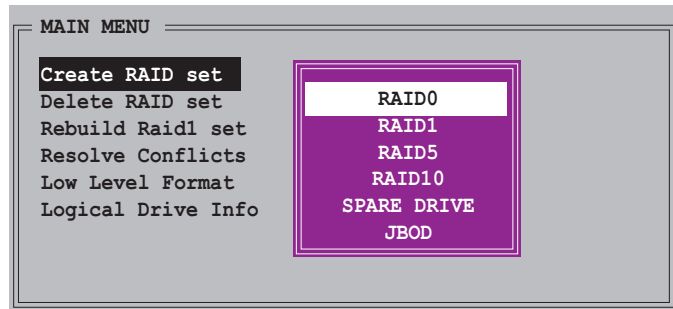 MAIN MENU
Create RAID set
Delete RAID set
Rebuild Raid1 set
Resolve Conflicts
Low Level Format
Logical Drive Info
RAID0
RAID1
RAID5
RAID10
SPARE DRIVE
JBOD